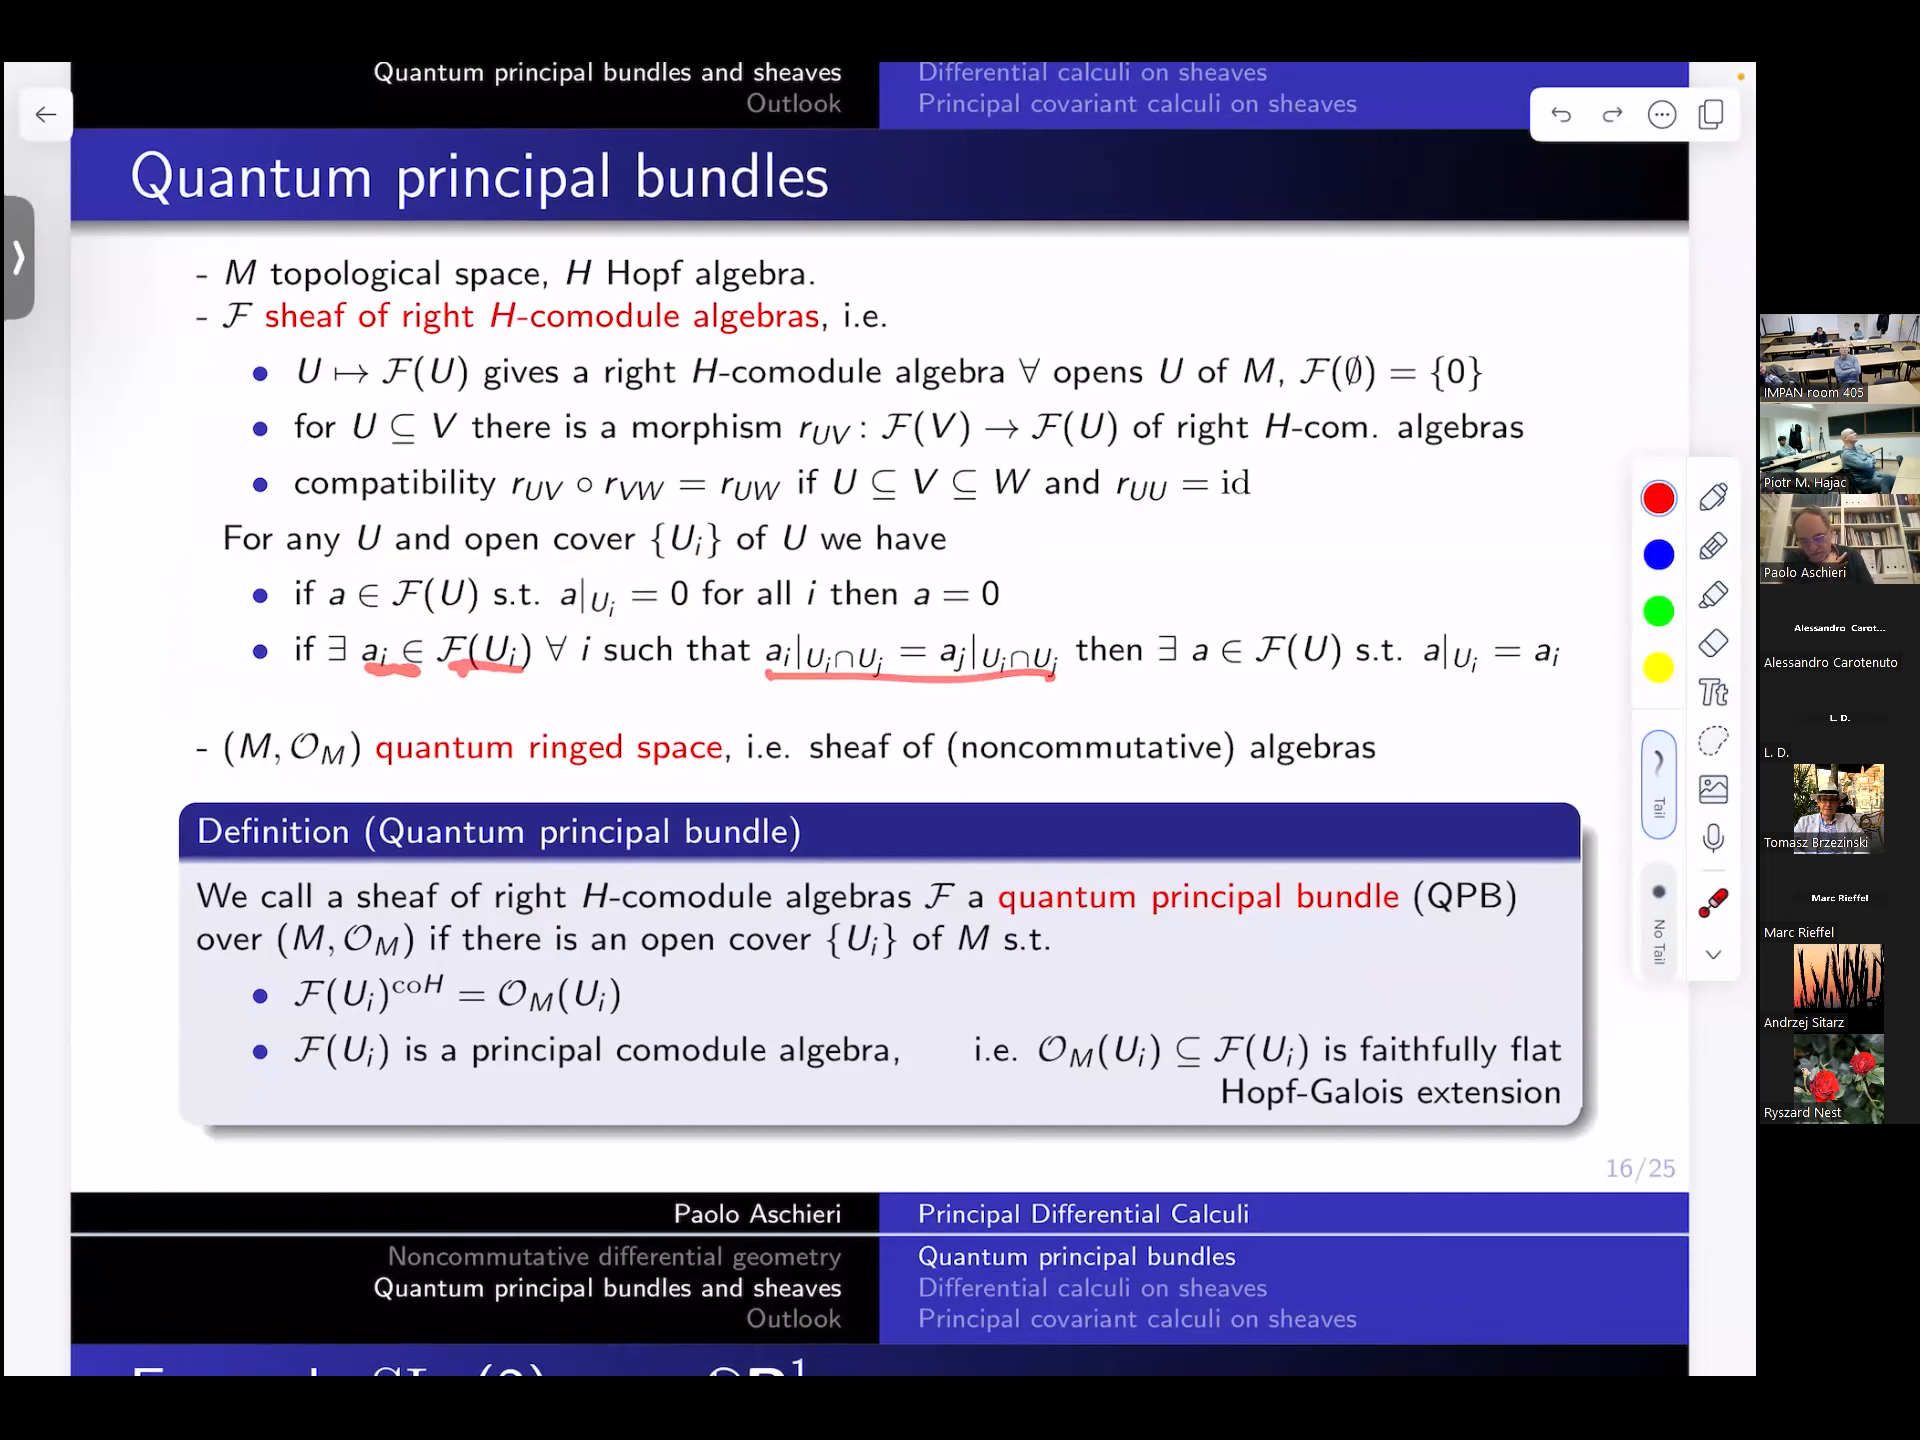 Quantum principal bundles and sheaves
Outlook
Differential calculi on sheaves
Principal covariant calculi on sheaves
Quantum principal bundles
- M topological space, H Hopf algebra.
- ℱ sheaf of right H-comodule algebras, i.e.
● U ↦ ℱ(U) gives a right H-comodule algebra ∀ opens U of M, ℱ(∅) = {0}
● for U ⊆ V there is a morphism r_{UV} : ℱ(V) → ℱ(U) of right H-com. algebras
● compatibility r_{UV} ∘ r_{VW} = r_{UW} if U ⊆ V ⊆ W and r_{UU} = id
For any U and open cover {U_i} of U we have
● if a ∈ ℱ(U) s.t. a|_{U_i} = 0 for all i then a = 0
● if ∃ a_i ∈ ℱ(U_i) ∀ i such that a_i|_{U_i∩U_j} = a_j|_{U_i∩U_j} then ∃ a ∈ ℱ(U) s.t. a|_{U_i} = a_i
- (M, 𝒪_M) quantum ringed space, i.e. sheaf of (noncommutative) algebras
Definition (Quantum principal bundle)
We call a sheaf of right H-comodule algebras ℱ a quantum principal bundle (QPB)
over (M, 𝒪_M) if there is an open cover {U_i} of M s.t.
● ℱ(U_i)^{coH} = 𝒪_M(U_i)
● ℱ(U_i) is a principal comodule algebra, i.e. 𝒪_M(U_i) ⊆ ℱ(U_i) is faithfully flat
Hopf-Galois extension
16/25
Paolo Aschieri
Principal Differential Calculi
Noncommutative differential geometry
Quantum principal bundles and sheaves
Outlook
Quantum principal bundles
Differential calculi on sheaves
Principal covariant calculi on sheaves
Tt
Tail
No Tail
IMPAN room 405
Piotr M. Hajac
Paolo Aschieri
Alessandro Carot...
Alessandro Carotenuto
L. D.
L. D.
Tomasz Brzezinski
Marc Rieffel
Marc Rieffel
Andrzej Sitarz
Ryszard Nest